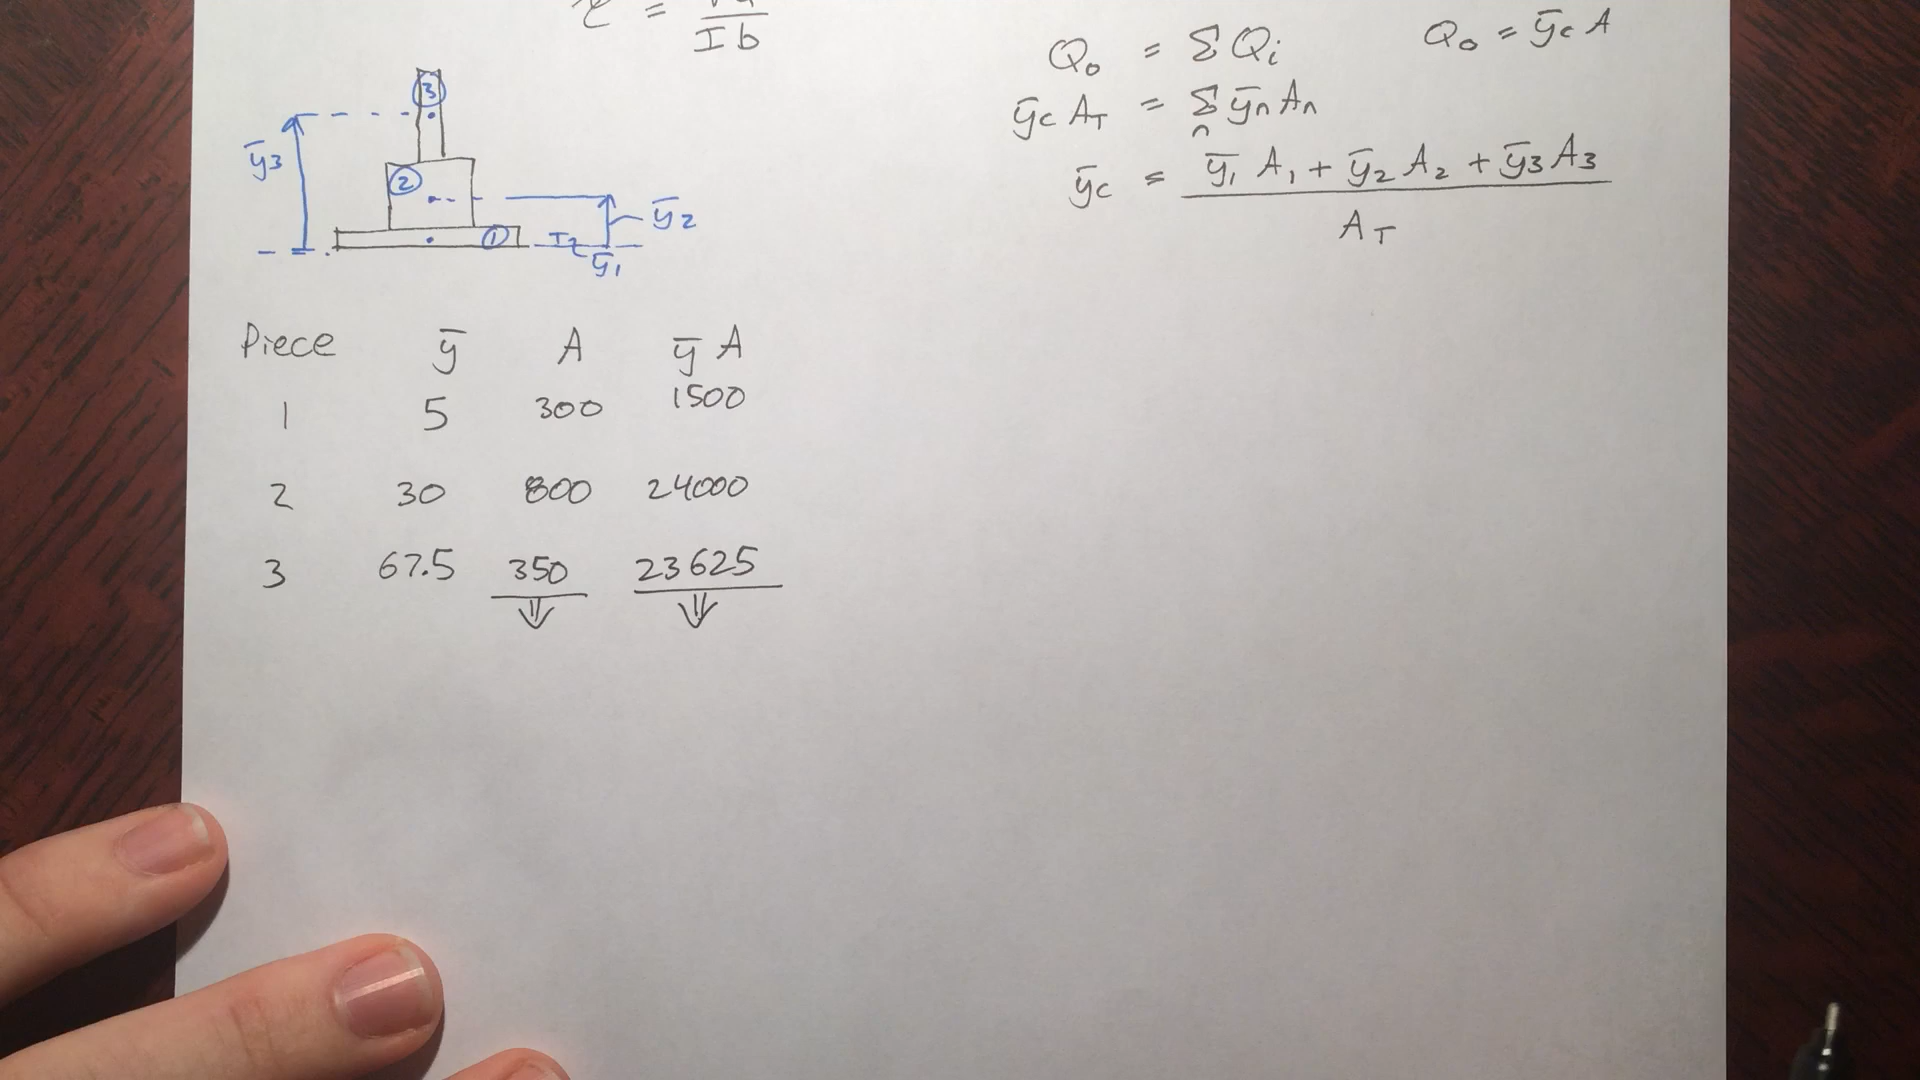 τ = / I b
Q₀ = Σ Qᵢ
Q₀ = ȳc A
ȳc A_T = Σ ȳn An
n
ȳc = ȳ₁ A₁ + ȳ₂ A₂ + ȳ3 A3
A_T
3
ȳ3
2
ȳ2
1
ȳ₁
Piece ȳ A ȳ A
1 5 300 1500
2 30 800 24000
3 67.5 350 23625